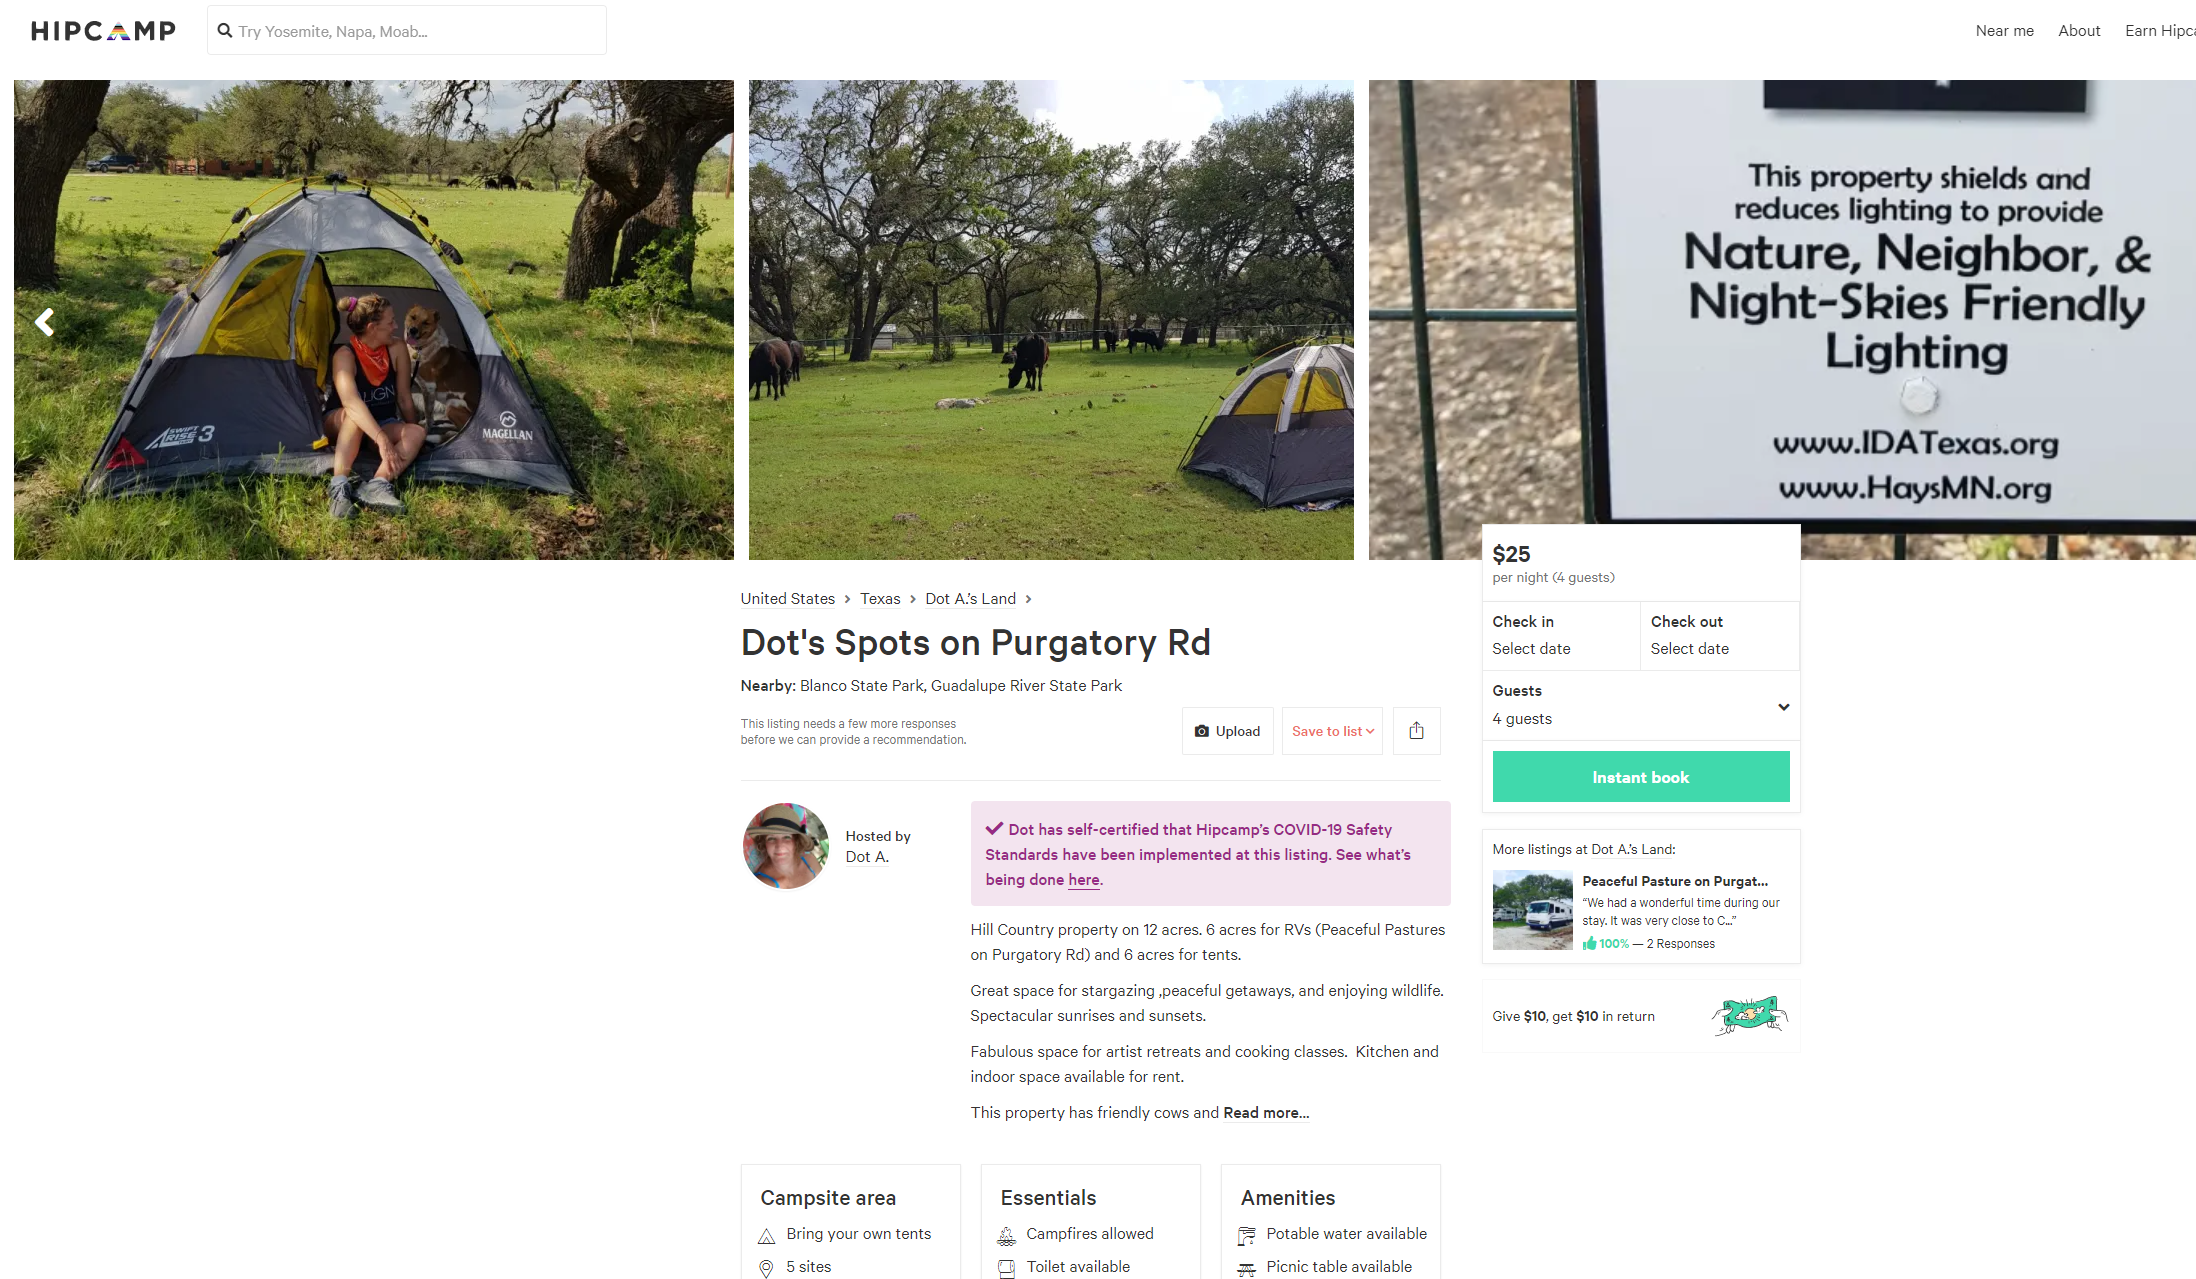 HIPCAMP
Try Yosemite, Napa, Moab...
Near me
About
Earn Hipca
SWIFT
RISE 3
MAGELLAN
This property shields and
reduces lighting to provide
Nature, Neighbor, &
Night-Skies Friendly
Lighting
www.IDATexas.org
www.HaysMN.org
$25
per night (4 guests)
Check in
Select date
Check out
Select date
Guests
4 guests
Instant book
United States > Texas > Dot A.'s Land >
Dot's Spots on Purgatory Rd
Nearby: Blanco State Park, Guadalupe River State Park
This listing needs a few more responses
before we can provide a recommendation.
Upload
Save to list
Hosted by
Dot A.
Dot has self-certified that Hipcamp's COVID-19 Safety
Standards have been implemented at this listing. See what's
being done here.
Hill Country property on 12 acres. 6 acres for RVs (Peaceful Pastures
on Purgatory Rd) and 6 acres for tents.
Great space for stargazing ,peaceful getaways, and enjoying wildlife.
Spectacular sunrises and sunsets.
Fabulous space for artist retreats and cooking classes.  Kitchen and
indoor space available for rent.
This property has friendly cows and Read more...
More listings at Dot A.'s Land:
Peaceful Pasture on Purgat...
“We had a wonderful time during our
stay. It was very close to C...”
100% — 2 Responses
Give $10, get $10 in return
Campsite area
Bring your own tents
5 sites
Essentials
Campfires allowed
Toilet available
Amenities
Potable water available
Picnic table available